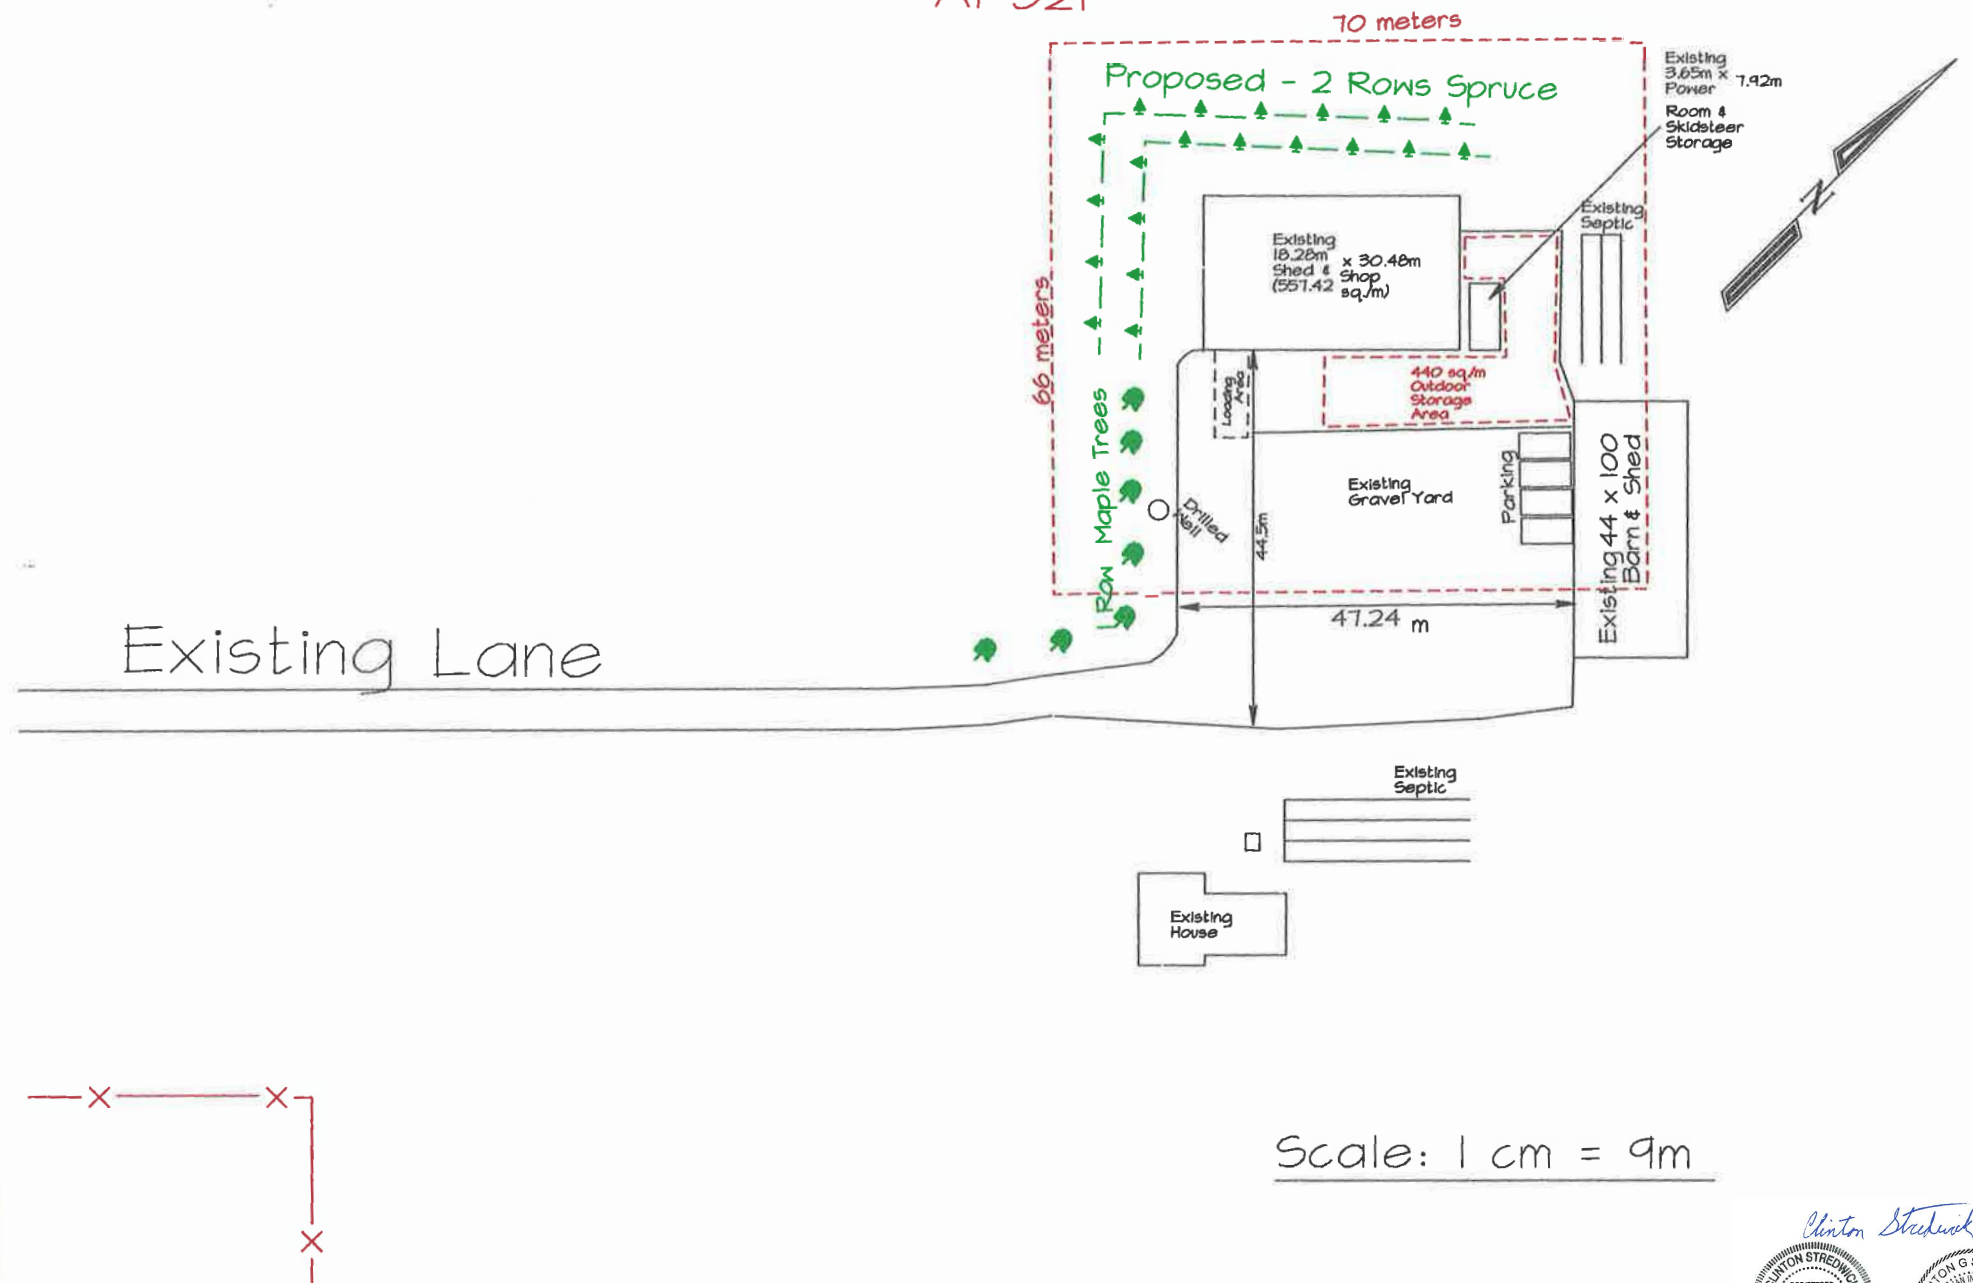 70 meters
Proposed - 2 Rows Spruce
Existing
3.65m x 7.92m
Power
Room &
Skidsteer
Storage
N
Existing
Septic
Existing
18.28m x 30.48m
Shed & Shop
(557.42 sq./m)
66 meters
Loading
Area
440 sq/m
Outdoor
Storage
Area
1 Row Maple Trees
Drilled
Well
44.5m
Existing
Gravel Yard
Parking
Existing 44 x 100
Barn & Shed
47.24 m
Existing Lane
Existing
Septic
Existing
House
Scale: 1 cm = 9m
Clinton Stredwick